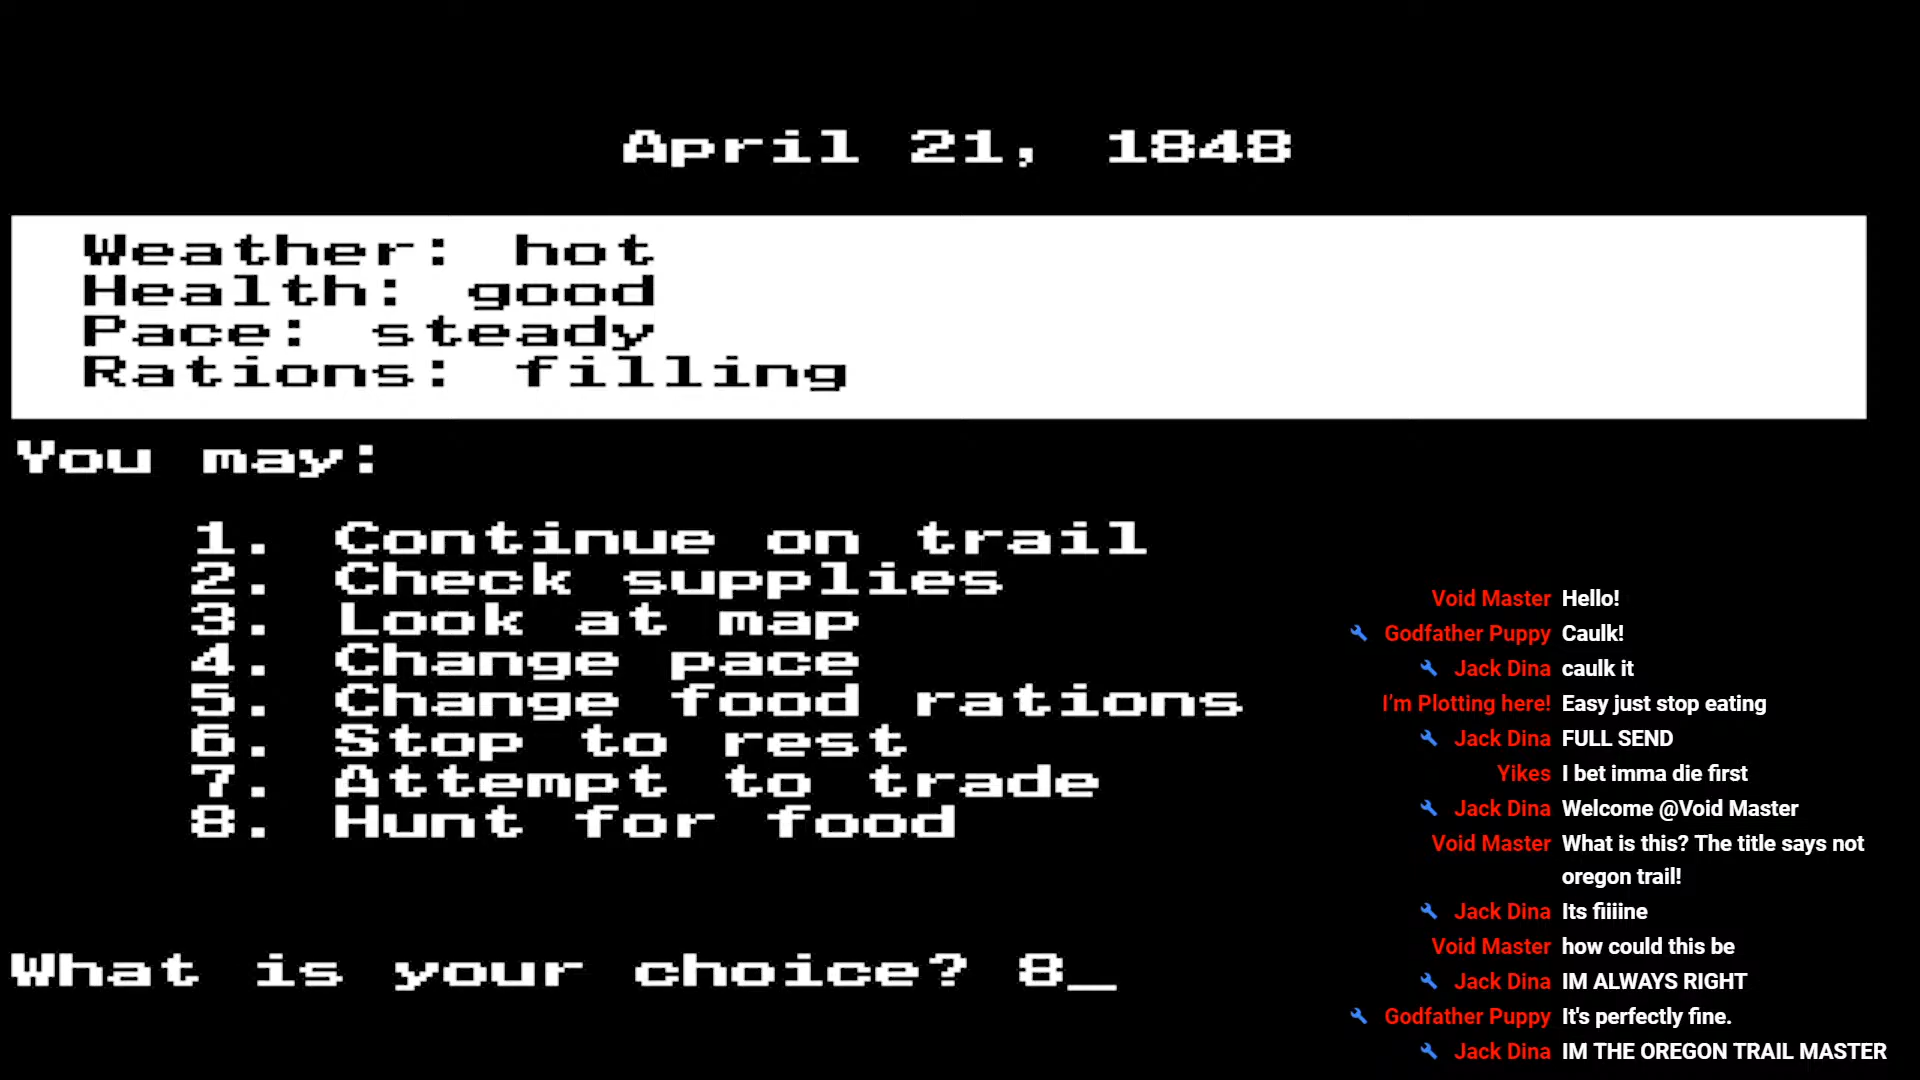 April 21, 1848
Weather: hot
Health: good
Pace: steady
Rations: filling
You may:
1. Continue on trail
2. Check supplies
3. Look at map
4. Change pace
5. Change food rations
6. Stop to rest
7. Attempt to trade
8. Hunt for food
What is your choice? 8_
Void Master Hello!
Godfather Puppy Caulk!
Jack Dina caulk it
I'm Plotting here! Easy just stop eating
Jack Dina FULL SEND
Yikes I bet imma die first
Jack Dina Welcome @Void Master
Void Master What is this? The title says not
oregon trail!
Jack Dina Its fiiiine
Void Master how could this be
Jack Dina IM ALWAYS RIGHT
Godfather Puppy It's perfectly fine.
Jack Dina IM THE OREGON TRAIL MASTER